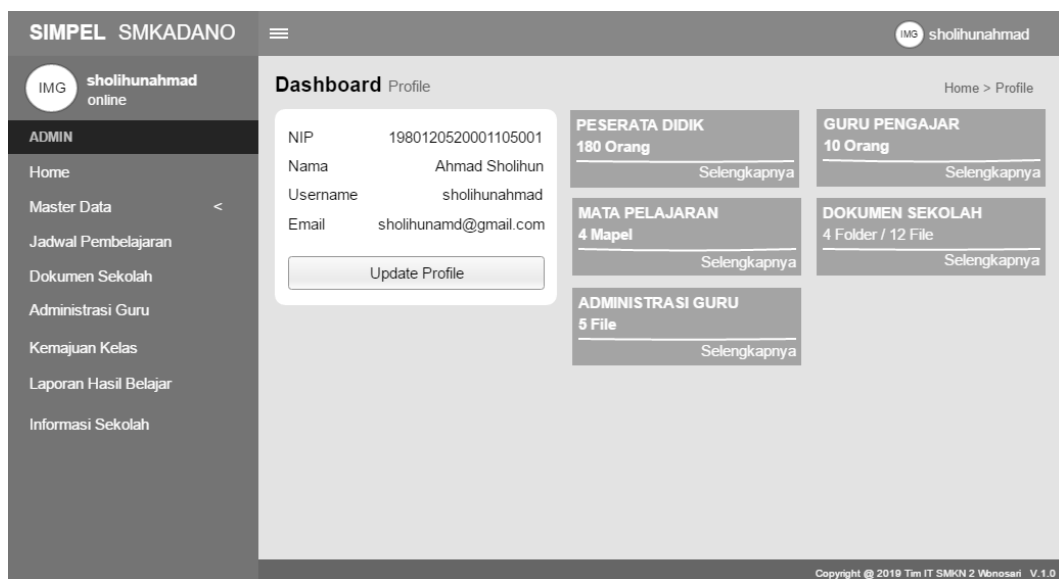 SIMPEL SMKADANO
IMG sholihunahmad
IMG
sholihunahmad
online
ADMIN
Home
Master Data <
Jadwal Pembelajaran
Dokumen Sekolah
Administrasi Guru
Kemajuan Kelas
Laporan Hasil Belajar
Informasi Sekolah
Dashboard Profile
Home > Profile
NIP 1980120520001105001
Nama Ahmad Sholihun
Username sholihunahmad
Email sholihunamd@gmail.com
Update Profile
PESERATA DIDIK
180 Orang
Selengkapnya
GURU PENGAJAR
10 Orang
Selengkapnya
MATA PELAJARAN
4 Mapel
Selengkapnya
DOKUMEN SEKOLAH
4 Folder / 12 File
Selengkapnya
ADMINISTRASI GURU
5 File
Selengkapnya
Copyright @ 2019 Tim IT SMKN 2 Wonosari V.1.0